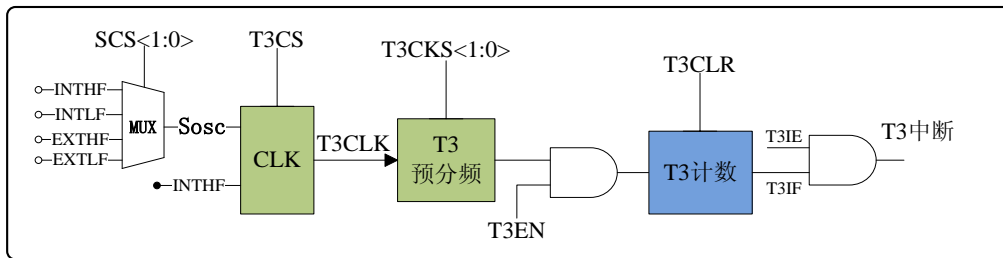 SCS<1:0>
T3CS
T3CKS<1:0>
T3CLR
INTHF
INTLF
EXTHF
EXTLF
MUX
Sosc
INTHF
CLK
T3CLK
T3
预分频
T3EN
T3计数
T3IE
T3IF
T3中断